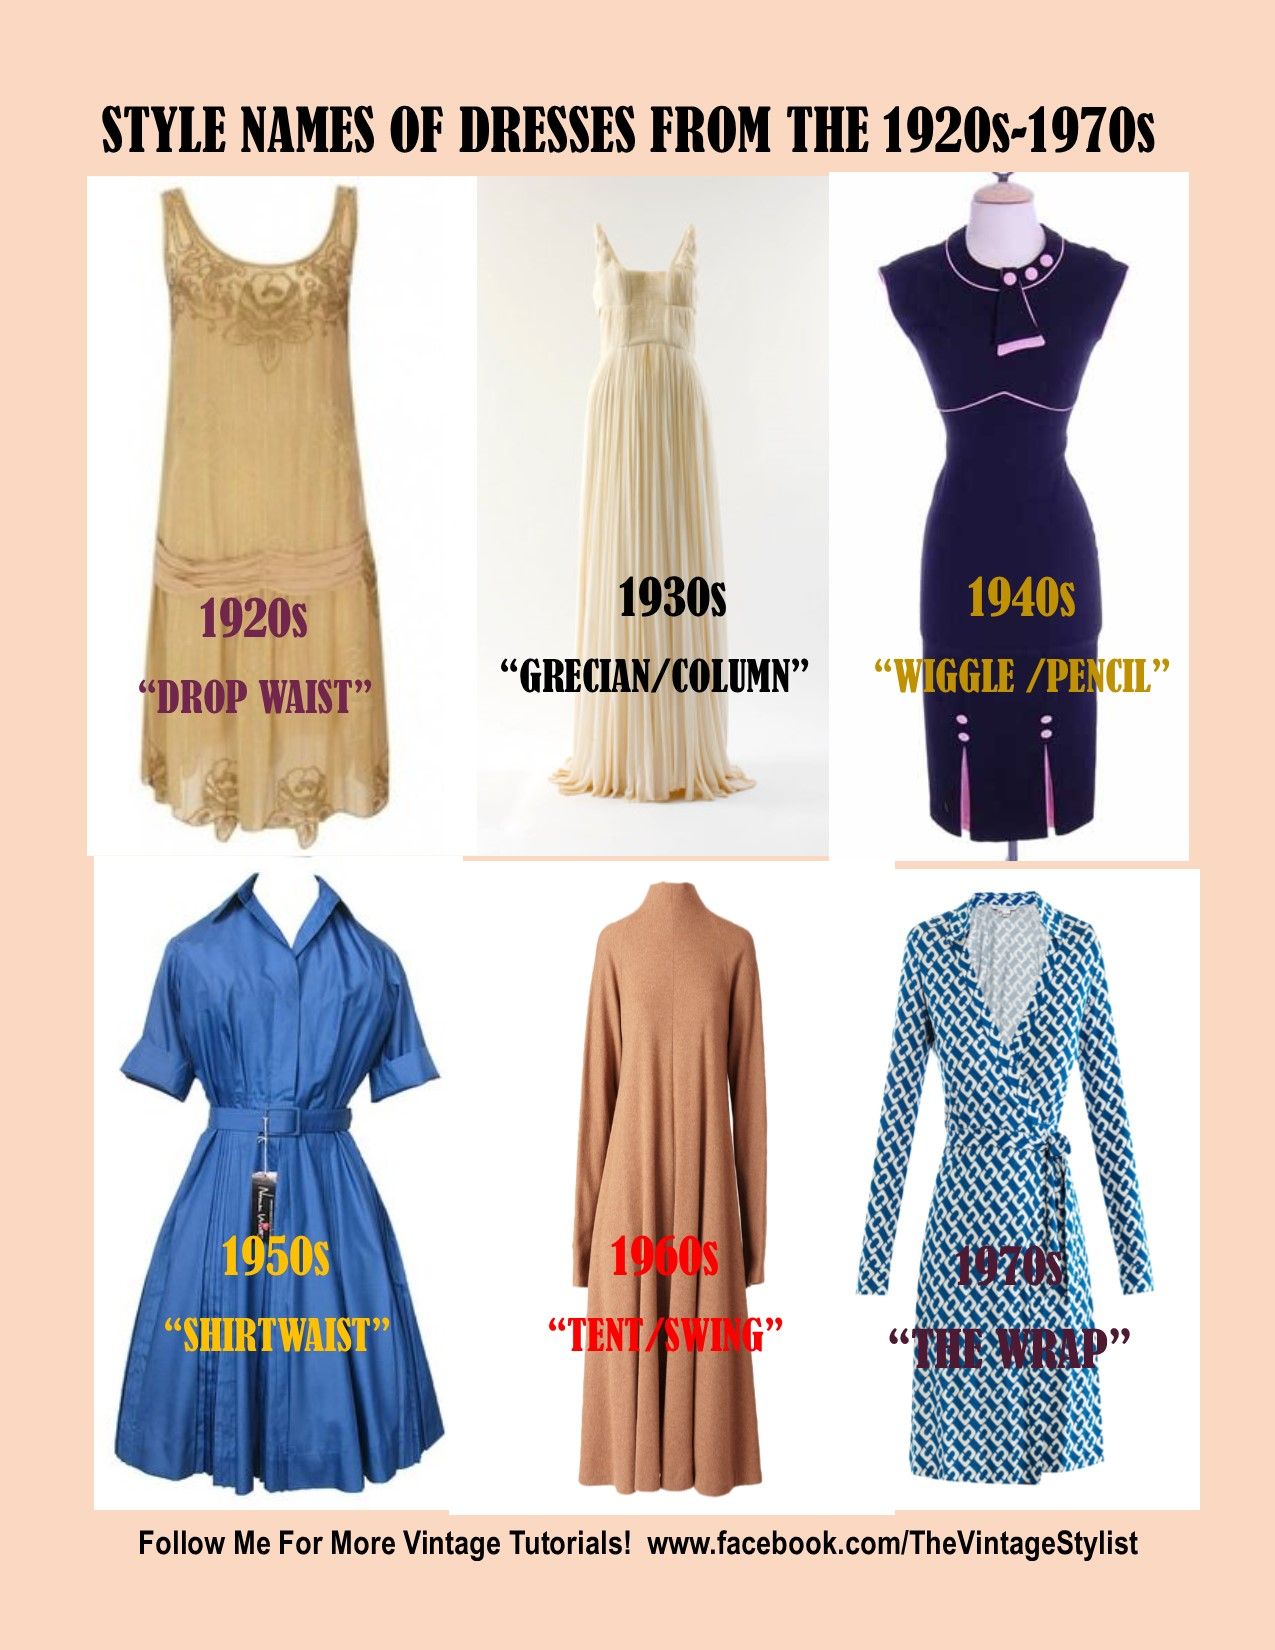 STYLE NAMES OF DRESSES FROM THE 1920s-1970s
1920s
“DROP WAIST”
1930s
“GRECIAN/COLUMN”
1940s
“WIGGLE /PENCIL”
1950s
“SHIRTWAIST”
1960s
“TENT/SWING”
1970s
“THE WRAP”
Follow Me For More Vintage Tutorials! www.facebook.com/TheVintageStylist